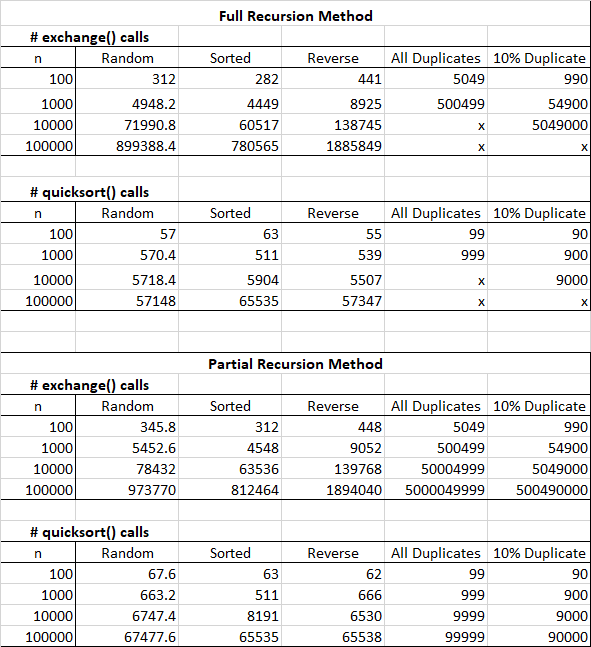 Full Recursion Method
# exchange() calls
n Random Sorted Reverse All Duplicates 10% Duplicate
100 312 282 441 5049 990
1000 4948.2 4449 8925 500499 54900
10000 71990.8 60517 138745 x 5049000
100000 899388.4 780565 1885849 x x
# quicksort() calls
n Random Sorted Reverse All Duplicates 10% Duplicate
100 57 63 55 99 90
1000 570.4 511 539 999 900
10000 5718.4 5904 5507 x 9000
100000 57148 65535 57347 x x
Partial Recursion Method
# exchange() calls
n Random Sorted Reverse All Duplicates 10% Duplicate
100 345.8 312 448 5049 990
1000 5452.6 4548 9052 500499 54900
10000 78432 63536 139768 50004999 5049000
100000 973770 812464 1894040 5000049999 500490000
# quicksort() calls
n Random Sorted Reverse All Duplicates 10% Duplicate
100 67.6 63 62 99 90
1000 663.2 511 666 999 900
10000 6747.4 8191 6530 9999 9000
100000 67477.6 65535 65538 99999 90000